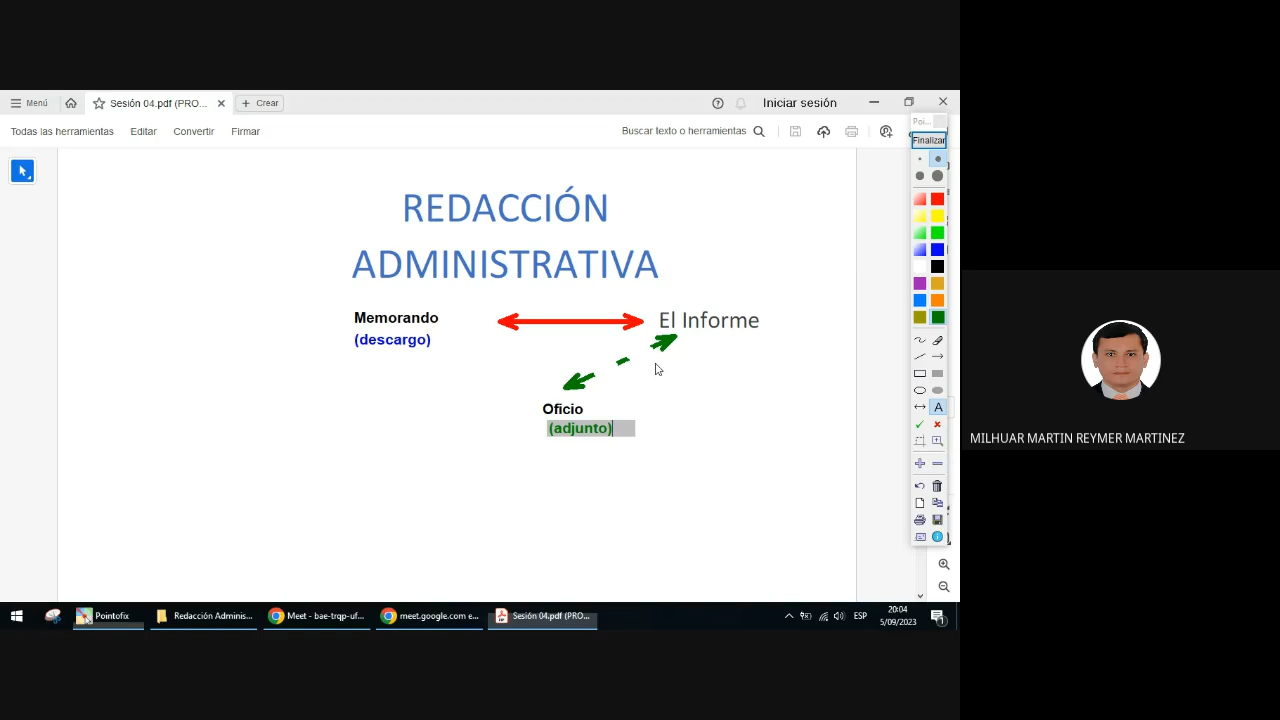 Menú
Sesión 04.pdf (PRO...
Crear
Iniciar sesión
Todas las herramientas
Editar
Convertir
Firmar
Buscar texto o herramientas
Poi...
Finalizar
REDACCIÓN
ADMINISTRATIVA
Memorando
El Informe
(descargo)
Oficio
(adjunto)
A
MILHUAR MARTIN REYMER MARTINEZ
Pointofix
Redacción Adminis...
Meet - bae-trqp-uf...
meet.google.com e...
Sesión 04.pdf (PRO...
ESP
20:04
5/09/2023
1